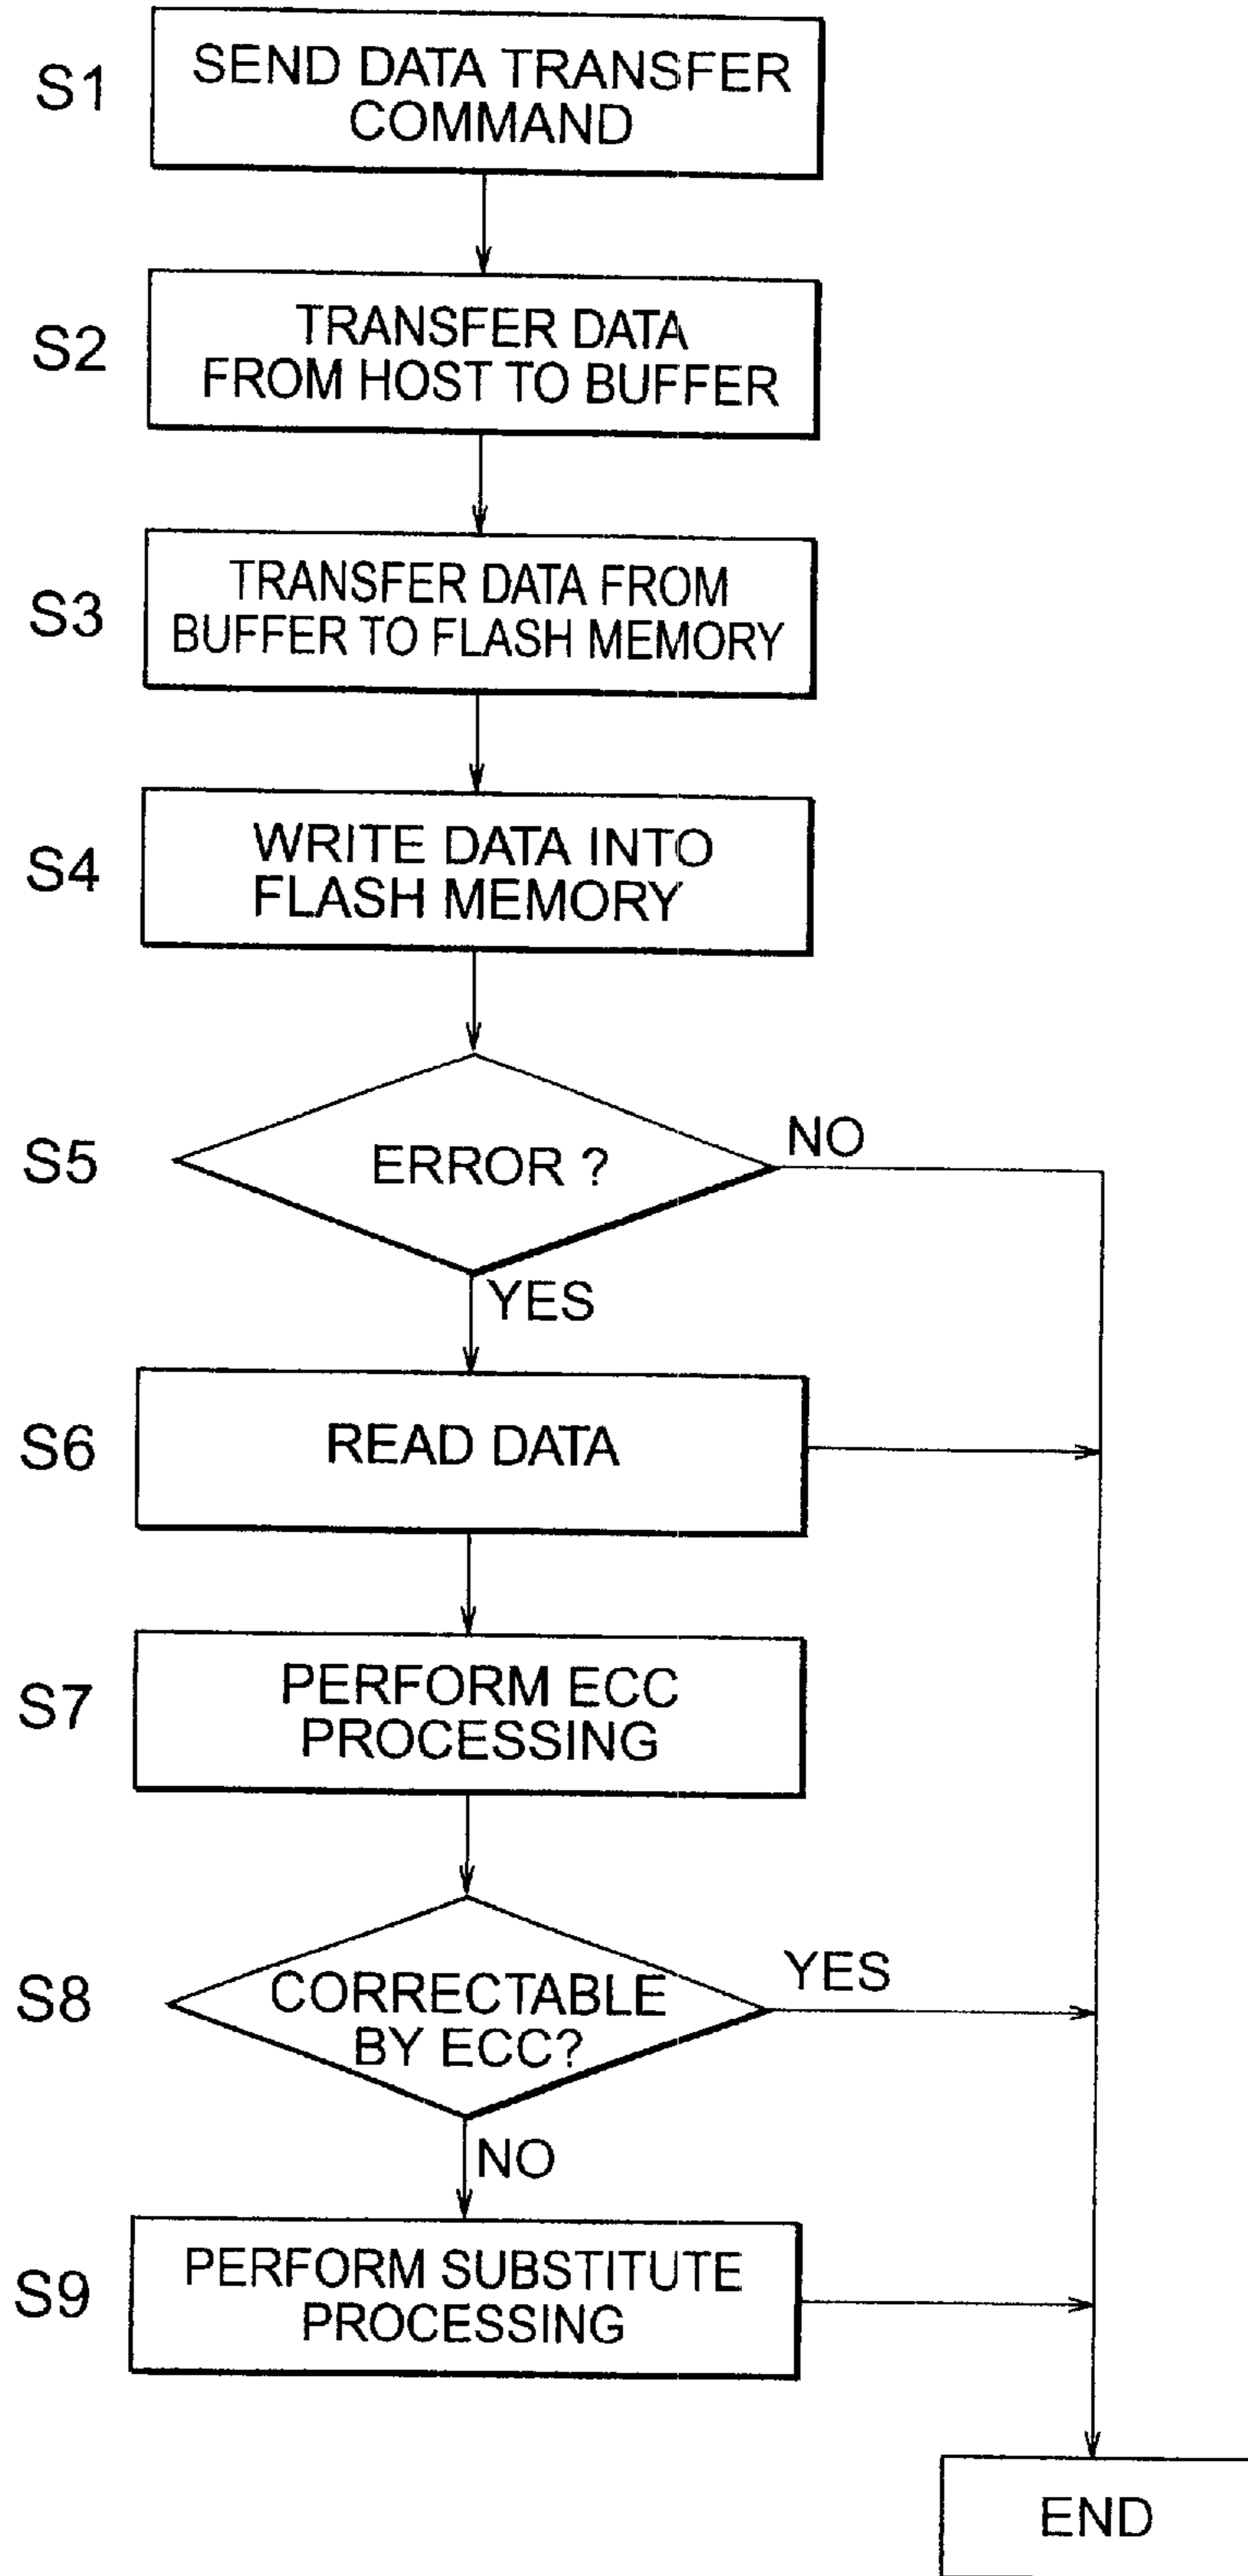 S1
SEND DATA TRANSFER
COMMAND
S2
TRANSFER DATA
FROM HOST TO BUFFER
S3
TRANSFER DATA FROM
BUFFER TO FLASH MEMORY
S4
WRITE DATA INTO
FLASH MEMORY
S5
ERROR ?
NO
YES
S6
READ DATA
S7
PERFORM ECC
PROCESSING
S8
CORRECTABLE
BY ECC?
YES
NO
S9
PERFORM SUBSTITUTE
PROCESSING
END